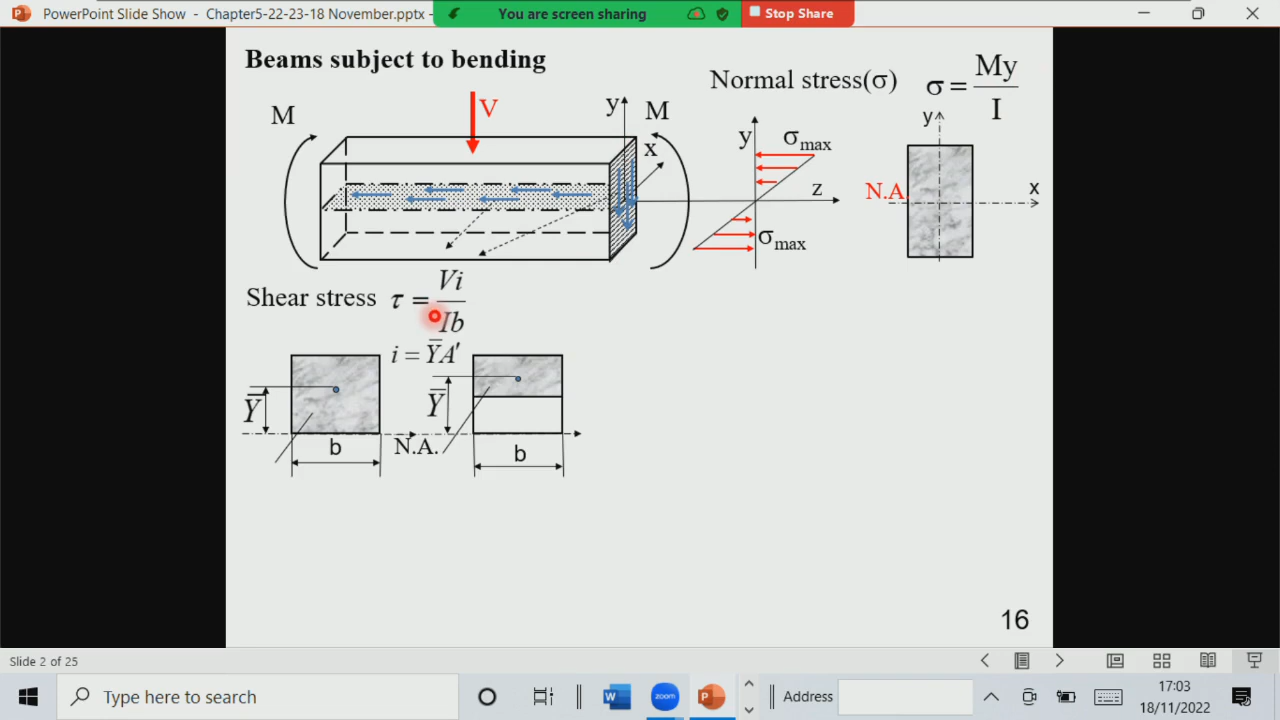 PowerPoint Slide Show - Chapter5-22-23-18 November.pptx -
You are screen sharing
Stop Share
Beams subject to bending
Normal stress(σ)
σ = My / I
M
V
y
M
x
y
σmax
z
σmax
y
N.A.
x
Shear stress τ = Vi / Ib
i = Y̅A′
Y̅
b
N.A.
Y̅
b
16
Slide 2 of 25
Type here to search
W
zoom
P
Address
17:03
18/11/2022